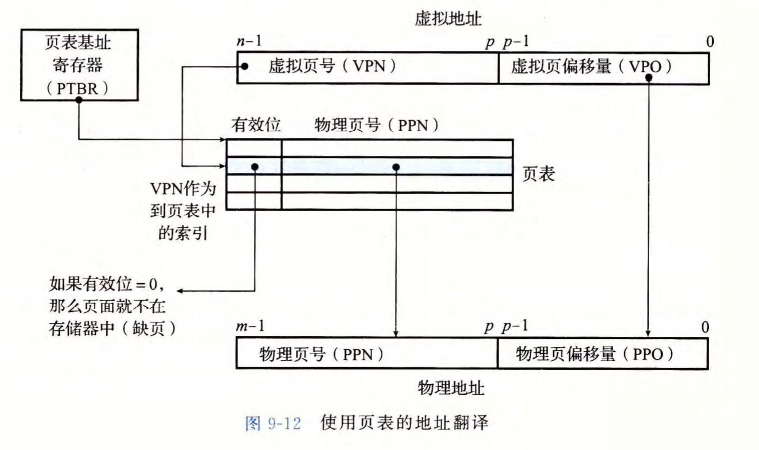 虚拟地址
页表基址
寄存器
（PTBR）
n-1 p p-1 0
虚拟页号（VPN） 虚拟页偏移量（VPO）
有效位 物理页号（PPN）
页表
VPN作为
到页表中
的索引
如果有效位=0，
那么页面就不在
存储器中（缺页）
m-1 p p-1 0
物理页号（PPN） 物理页偏移量（PPO）
物理地址
图 9-12 使用页表的地址翻译